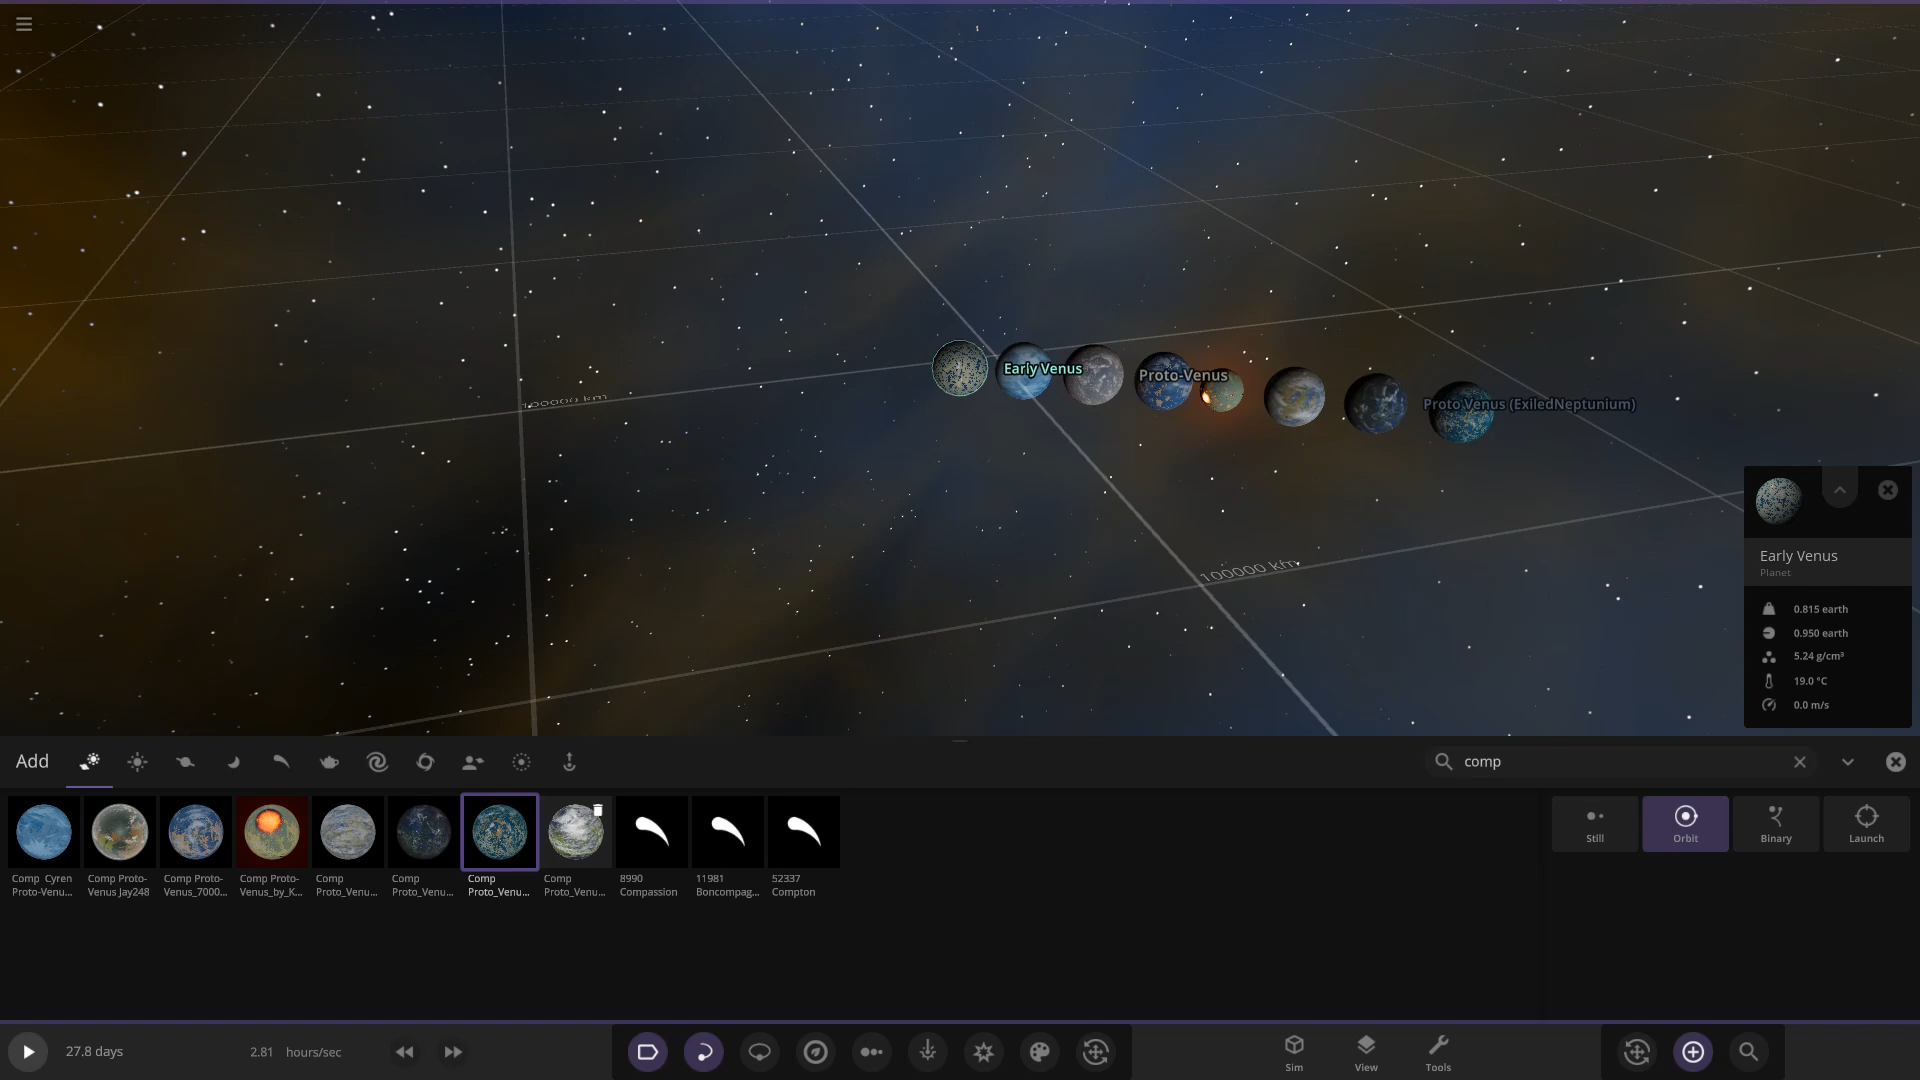 Early Venus
Proto-Venus
Proto Venus (ExiledNeptunium)
100000 km
100000 km
Early Venus
Planet
0.815 earth
0.950 earth
5.24 g/cm³
19.0 °C
0.0 m/s
Add
comp
Comp Cyren
Proto-Venu...
Comp Proto-
Venus Jay248
Comp Proto-
Venus_7000...
Comp Proto-
Venus_by_K...
Comp
Proto_Venu...
Comp
Proto_Venu...
Comp
Proto_Venu...
Comp
Proto_Venu...
8990
Compassion
11981
Boncompag...
52337
Compton
Still
Orbit
Binary
Launch
27.8 days
2.81 hours/sec
Sim
View
Tools